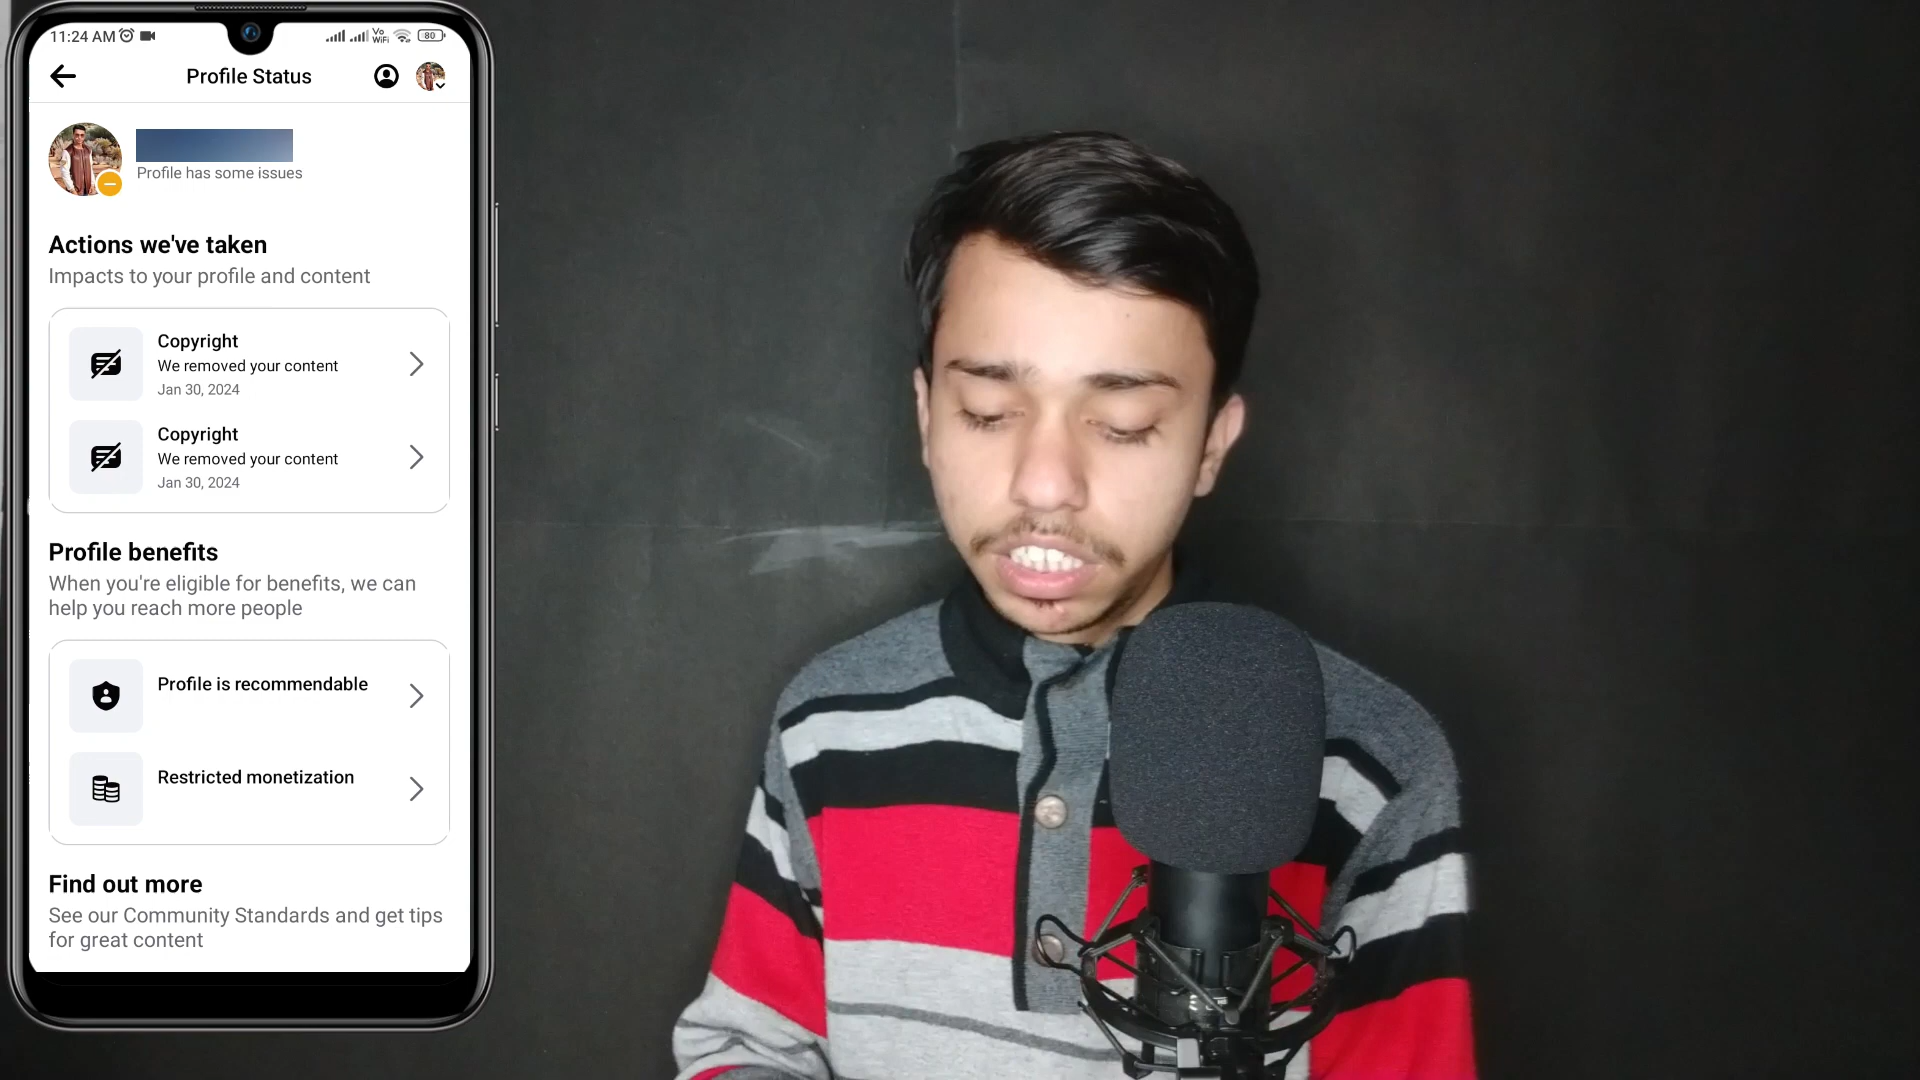 11:24 AM
Vo
WiFi
80
Profile Status
Profile has some issues
Actions we've taken
Impacts to your profile and content
Copyright
We removed your content
Jan 30, 2024
Copyright
We removed your content
Jan 30, 2024
Profile benefits
When you're eligible for benefits, we can
help you reach more people
Profile is recommendable
Restricted monetization
Find out more
See our Community Standards and get tips
for great content